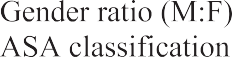 Gender ratio (M:F)
ASA classification